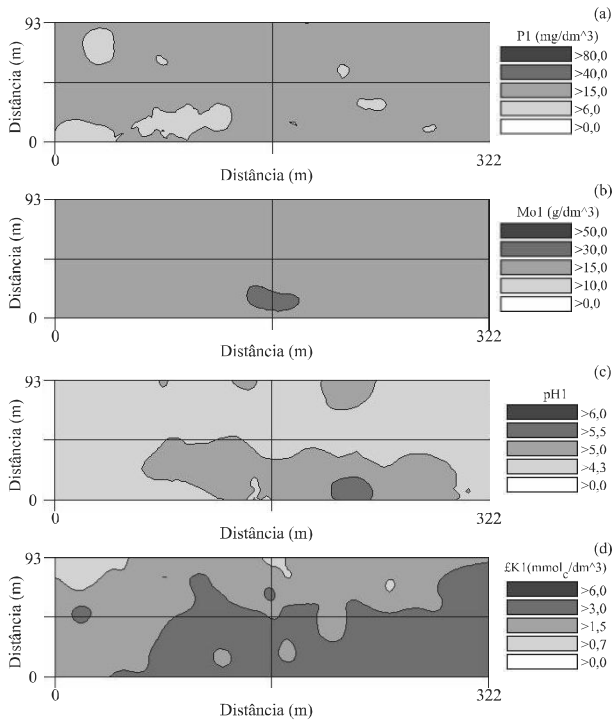 (a)
P1 (mg/dm^3)
>80,0
>40,0
>15,0
>6,0
>0,0
93
0
Distância (m)
0
322
Distância (m)
(b)
Mo1 (g/dm^3)
>50,0
>30,0
>15,0
>10,0
>0,0
93
0
Distância (m)
0
322
Distância (m)
(c)
pH1
>6,0
>5,5
>5,0
>4,3
>0,0
93
0
Distância (m)
0
322
Distância (m)
(d)
£K1(mmolc/dm^3)
>6,0
>3,0
>1,5
>0,7
>0,0
93
0
Distância (m)
0
322
Distância (m)